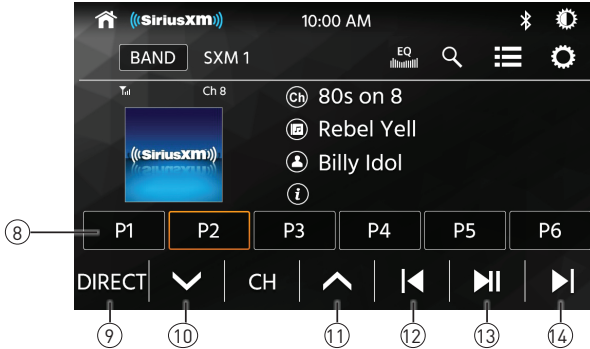 ((SiriusXM)) 10:00 AM
BAND SXM 1 EQ
Ch 8
((SiriusXM))
Ch 80s on 8
Rebel Yell
Billy Idol
i
8 P1 P2 P3 P4 P5 P6
DIRECT CH
9 10 11 12 13 14